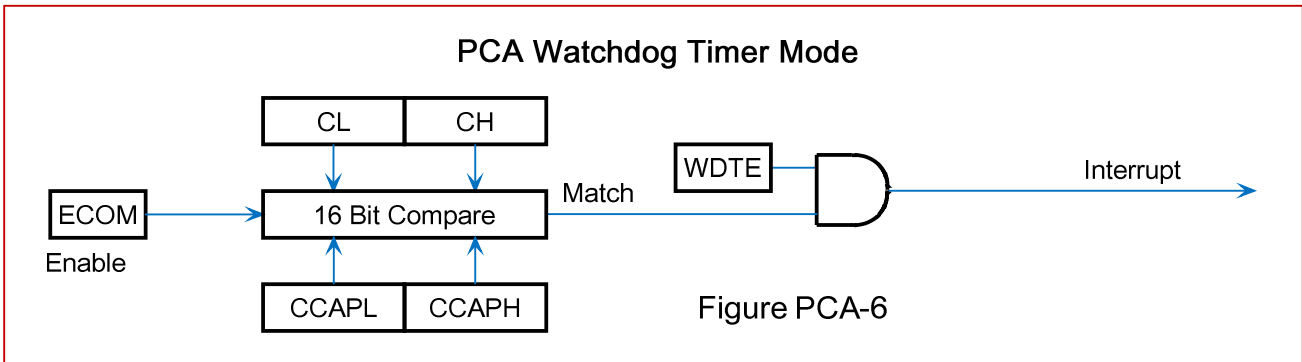 PCA Watchdog Timer Mode
CL
CH
WDTE
Interrupt
Match
ECOM
16 Bit Compare
Enable
CCAPL
CCAPH
Figure PCA-6